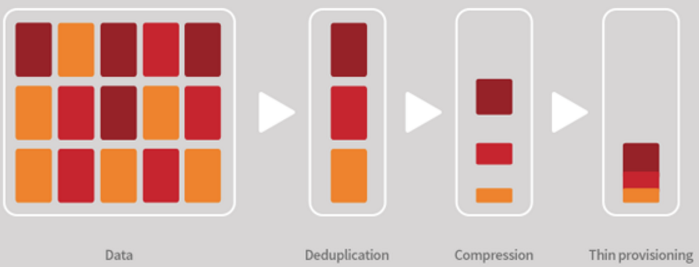 Data
Deduplication
Compression
Thin provisioning